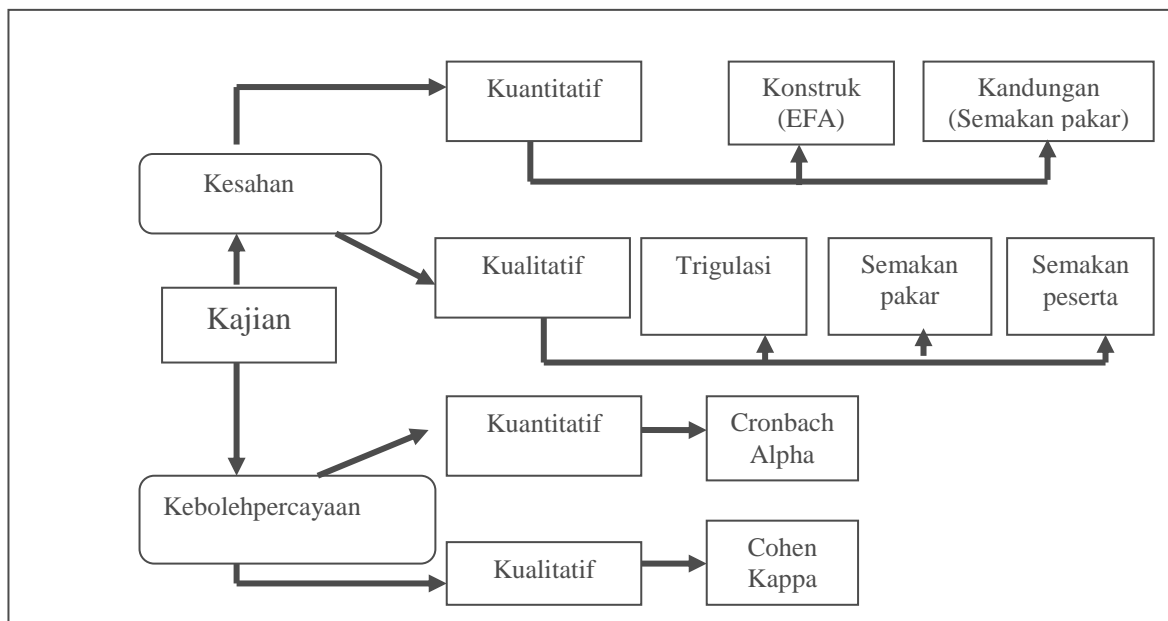 Kuantitatif
Konstruk
(EFA)
Kandungan
(Semakan pakar)
Kesahan
Kualitatif
Trigulasi
Semakan
pakar
Semakan
peserta
Kajian
Kuantitatif
Cronbach
Alpha
Kebolehpercayaan
Kualitatif
Cohen
Kappa